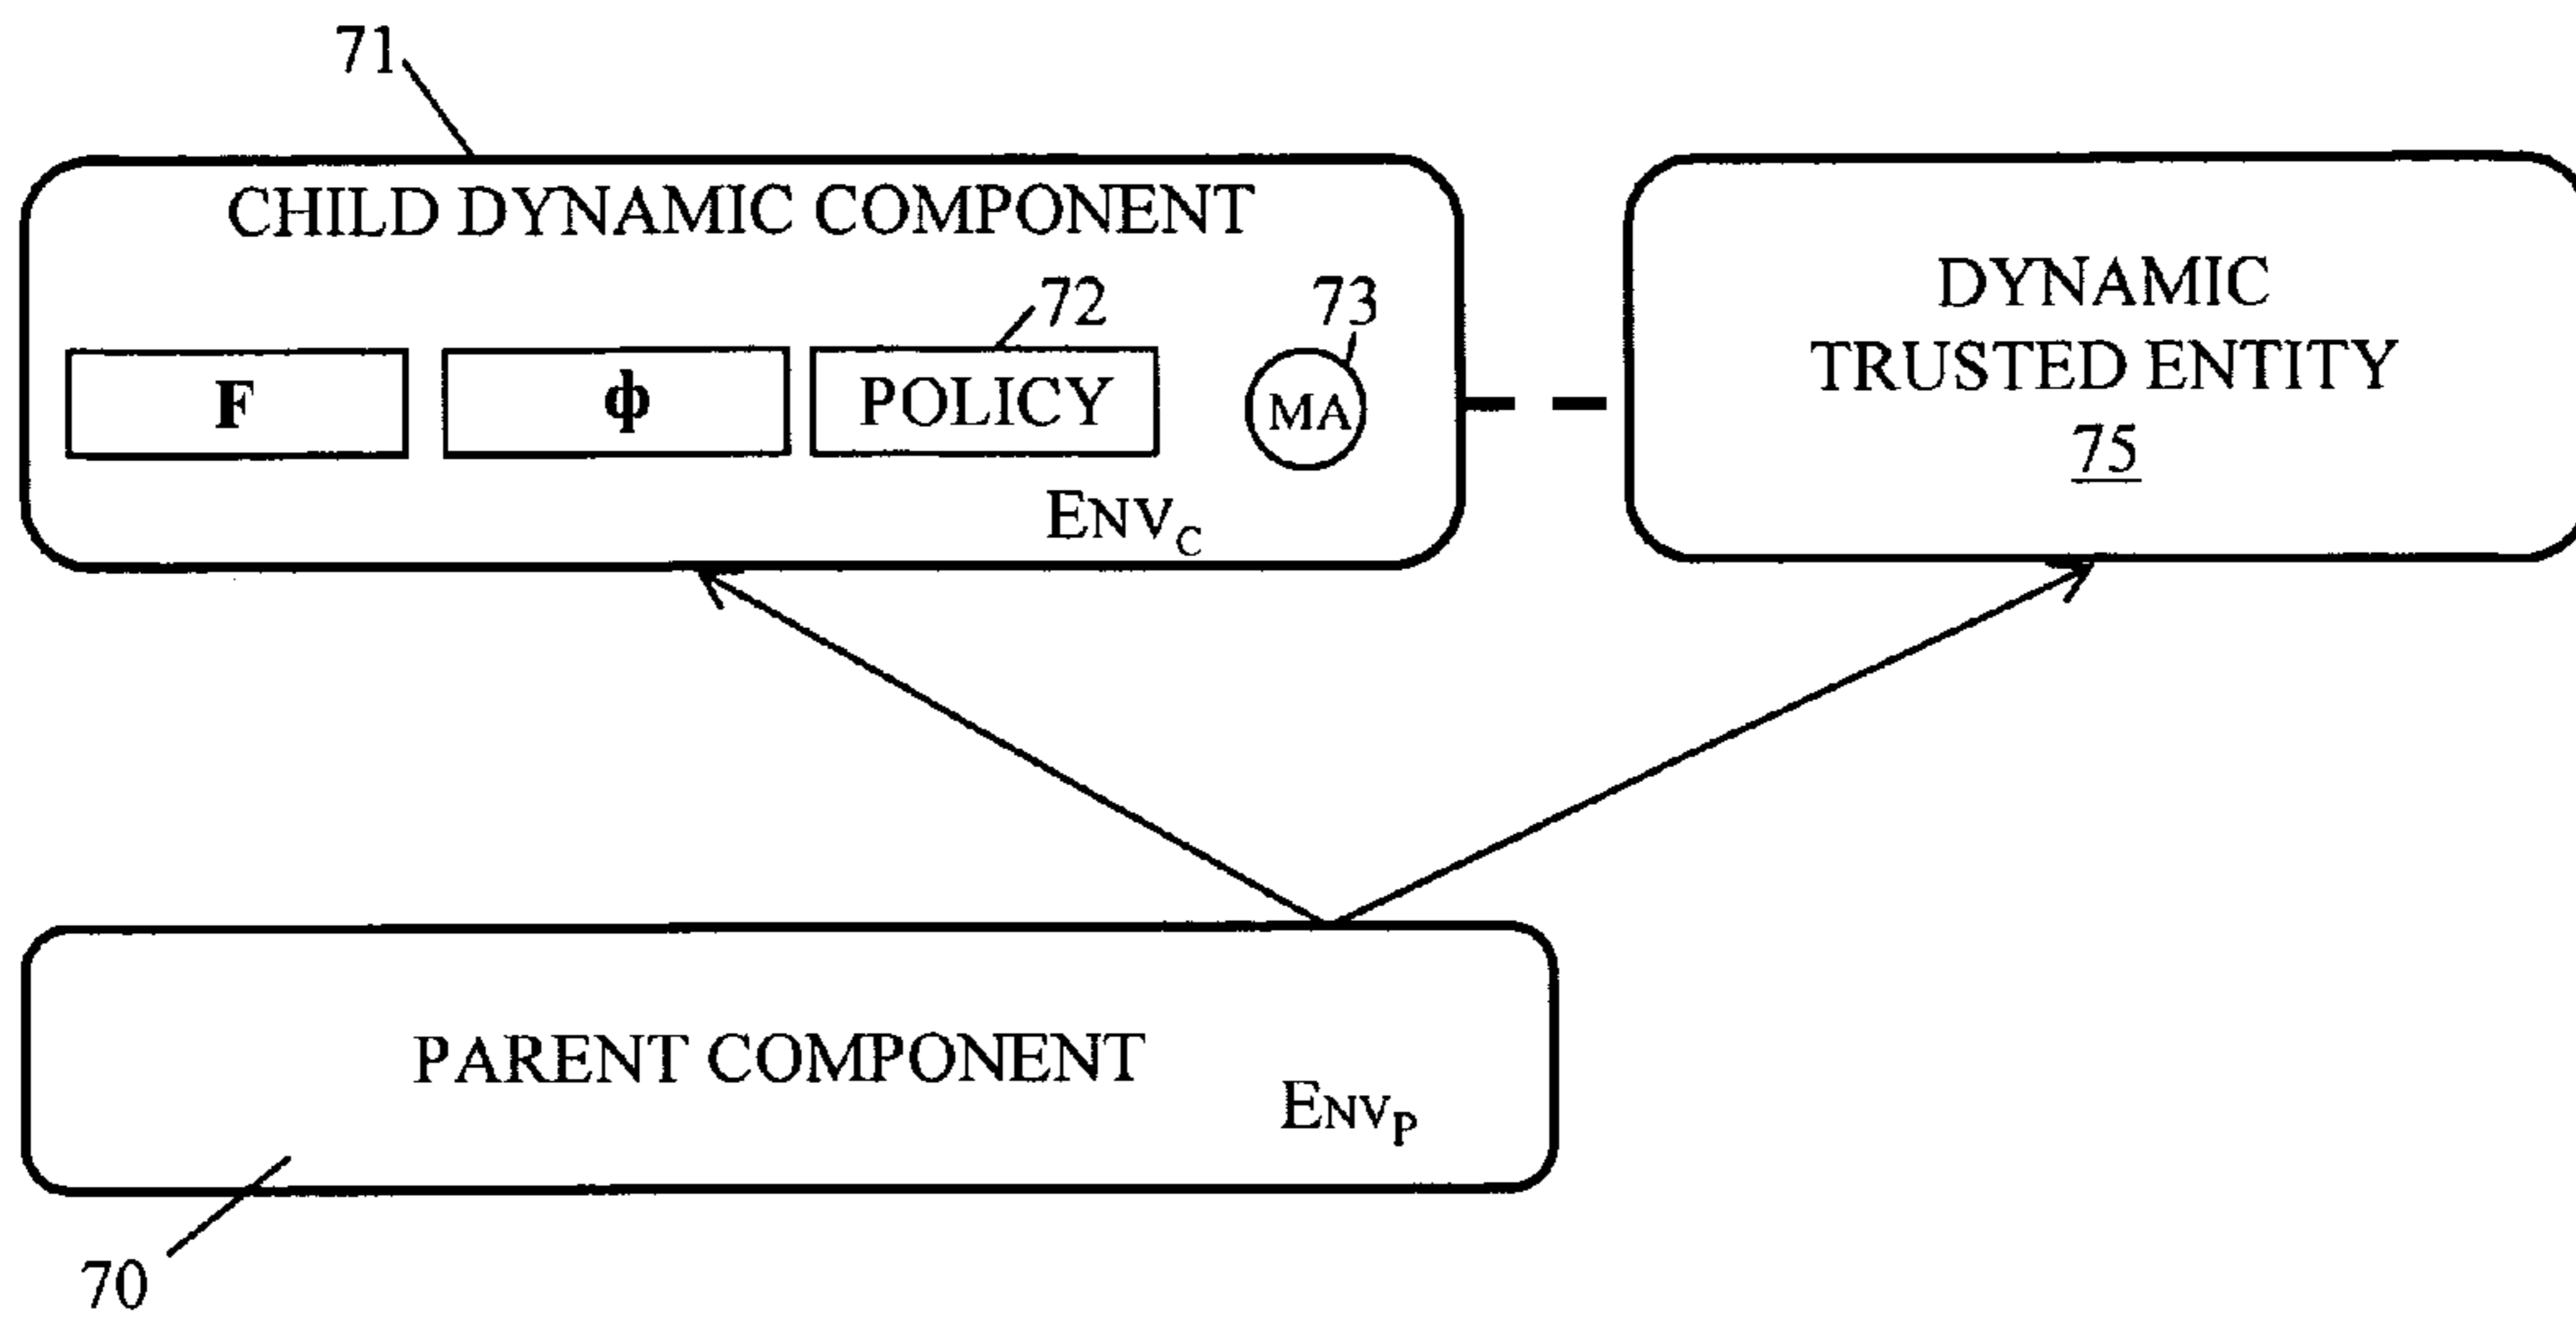 71
CHILD DYNAMIC COMPONENT
72
73
F
ф
POLICY
MA
ENVC
DYNAMIC
TRUSTED ENTITY
75
PARENT COMPONENT
ENVP
70